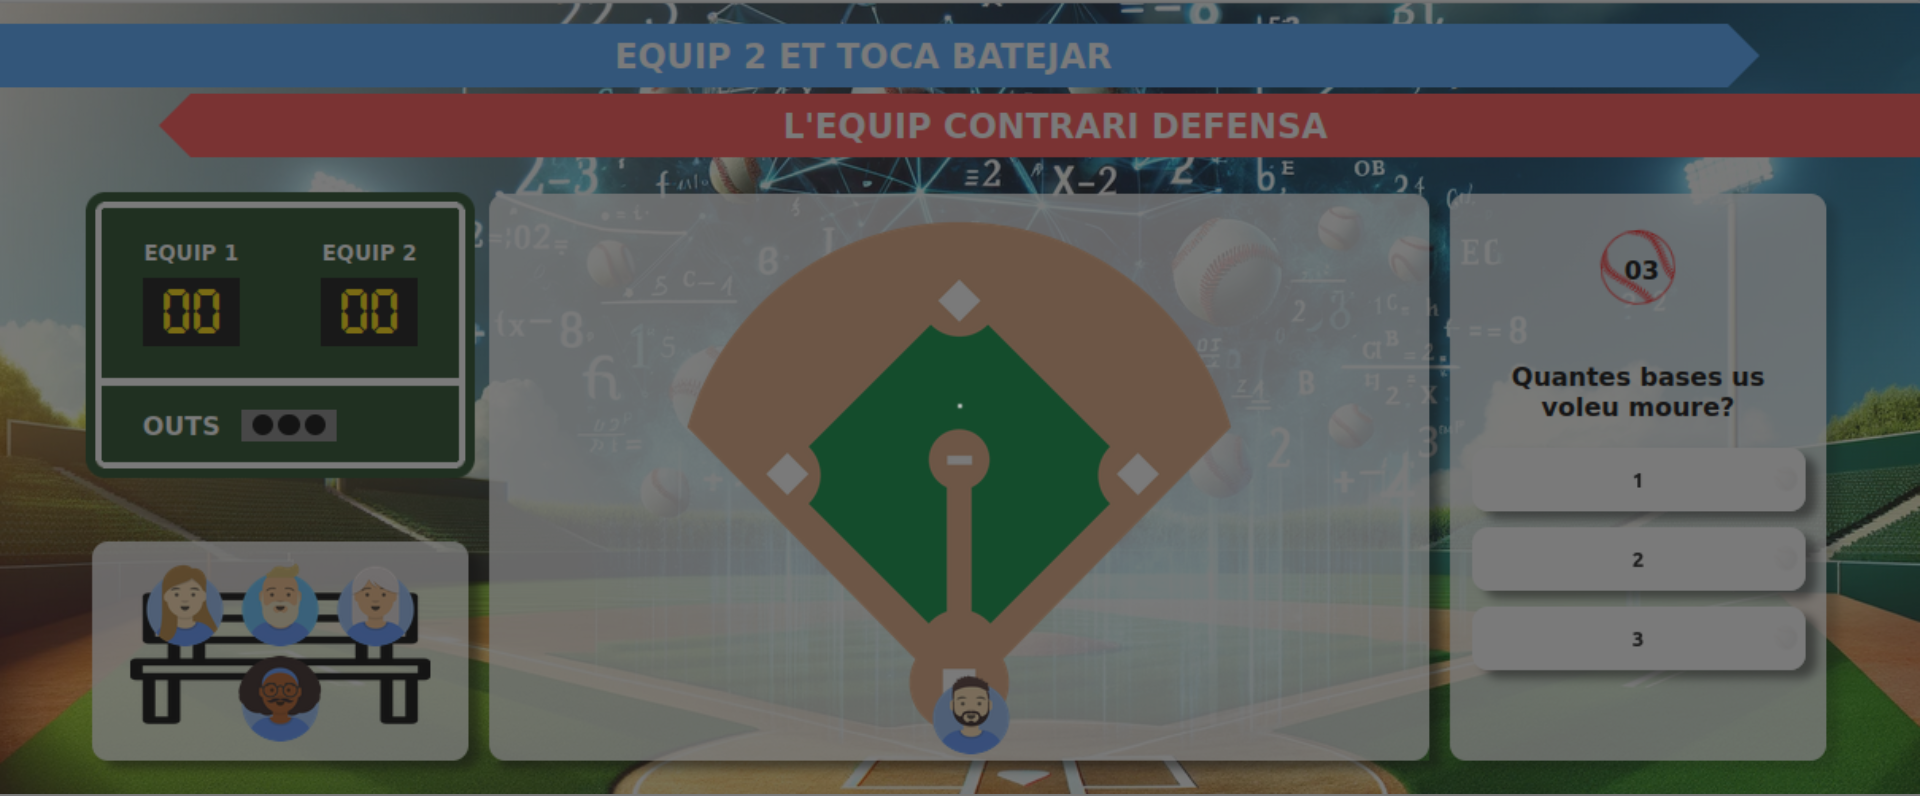 EQUIP 2 ET TOCA BATEJAR
L'EQUIP CONTRARI DEFENSA
EQUIP 1 EQUIP 2
00 00
OUTS
03
Quantes bases us
voleu moure?
1
2
3